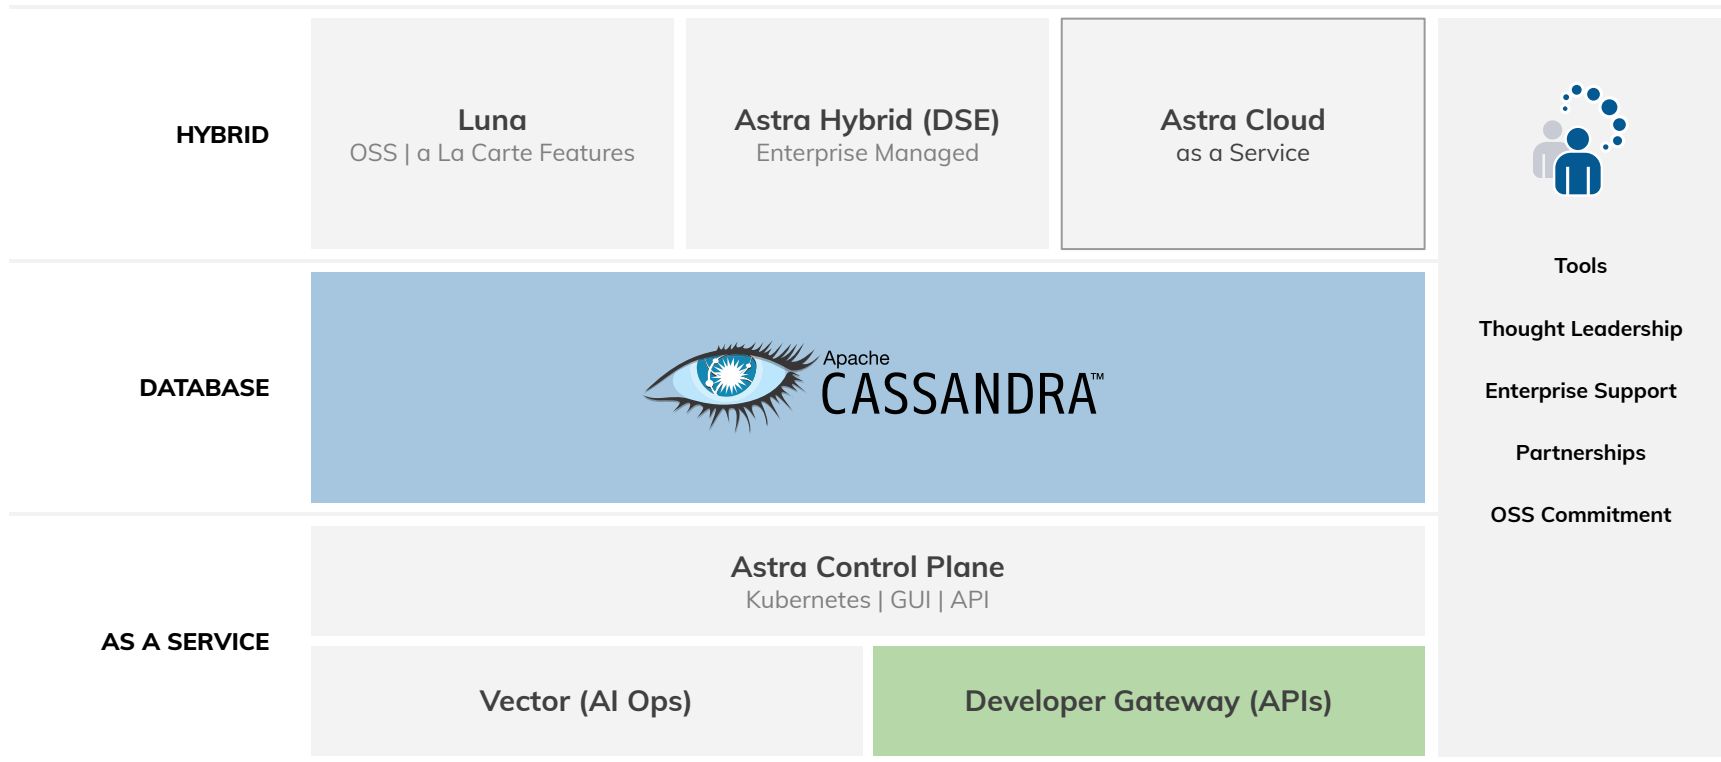 HYBRID
Luna
OSS | a La Carte Features
Astra Hybrid (DSE)
Enterprise Managed
Astra Cloud
as a Service
DATABASE
Apache
CASSANDRA™
AS A SERVICE
Astra Control Plane
Kubernetes | GUI | API
Vector (AI Ops)
Developer Gateway (APIs)
Tools
Thought Leadership
Enterprise Support
Partnerships
OSS Commitment